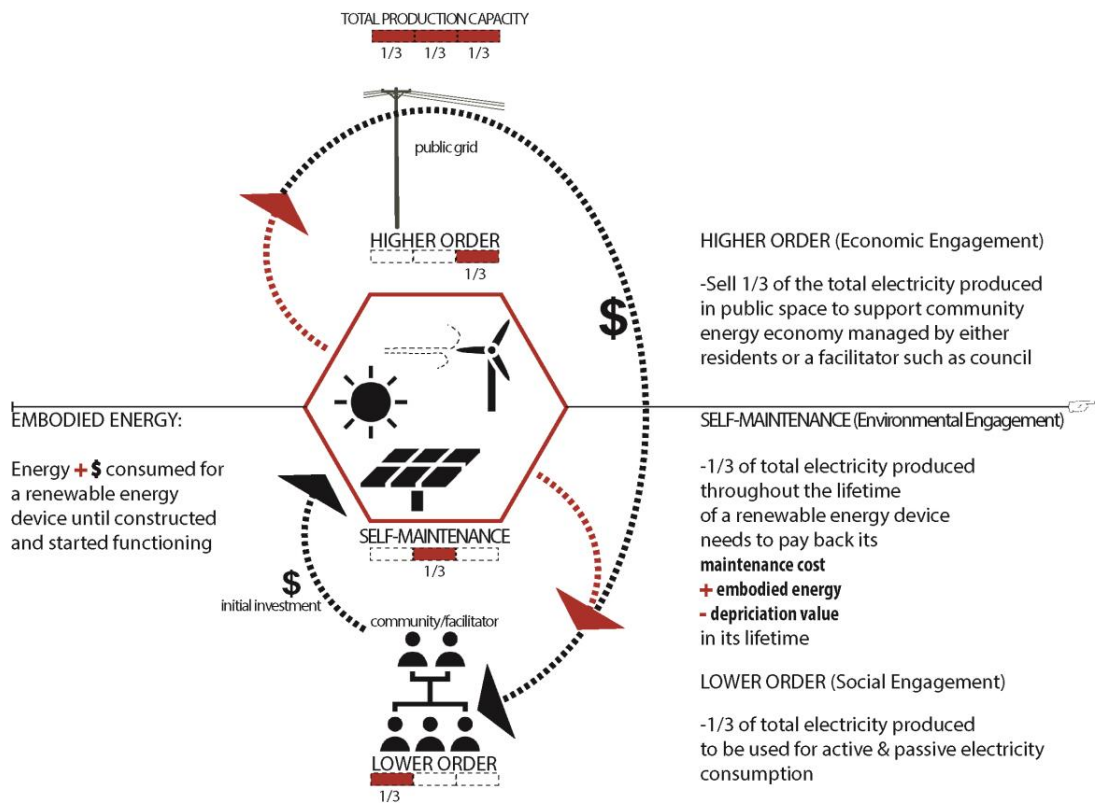 TOTAL PRODUCTION CAPACITY
1/3 1/3 1/3
public grid
HIGHER ORDER
1/3
$
EMBODIED ENERGY:
Energy + $ consumed for
a renewable energy
device until constructed
and started functioning
SELF-MAINTENANCE
1/3
$
initial investment
community/facilitator
LOWER ORDER
1/3
HIGHER ORDER (Economic Engagement)
-Sell 1/3 of the total electricity produced
in public space to support community
energy economy managed by either
residents or a facilitator such as council
SELF-MAINTENANCE (Environmental Engagement)
-1/3 of total electricity produced
throughout the lifetime
of a renewable energy device
needs to pay back its
maintenance cost
+ embodied energy
- depriciation value
in its lifetime
LOWER ORDER (Social Engagement)
-1/3 of total electricity produced
to be used for active & passive electricity
consumption